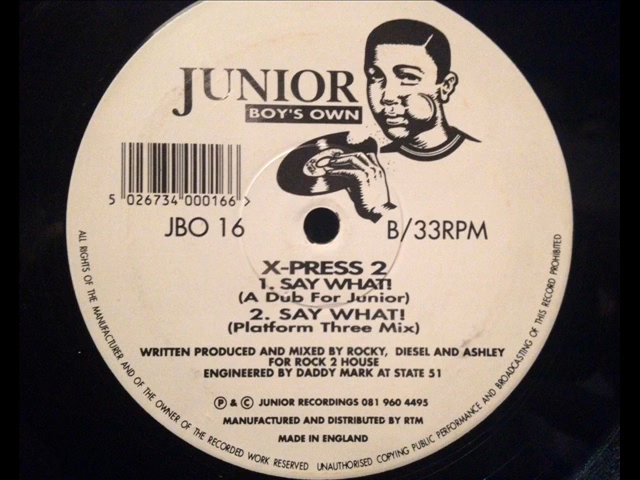 JUNIOR
BOY'S OWN
5 026734 000166 >
JBO 16
B/33RPM
X-PRESS 2
1. SAY WHAT!
(A Dub For Junior)
2. SAY WHAT!
(Platform Three Mix)
WRITTEN PRODUCED AND MIXED BY ROCKY, DIESEL AND ASHLEY
FOR ROCK 2 HOUSE
ENGINEERED BY DADDY MARK AT STATE 51
Ⓟ & © JUNIOR RECORDINGS 081 960 4495
MANUFACTURED AND DISTRIBUTED BY RTM
MADE IN ENGLAND
ALL RIGHTS OF THE MANUFACTURER AND OF THE OWNER OF THE RECORDED WORK RESERVED UNAUTHORISED COPYING PUBLIC PERFORMANCE AND BROADCASTING OF THIS RECORD PROHIBITED